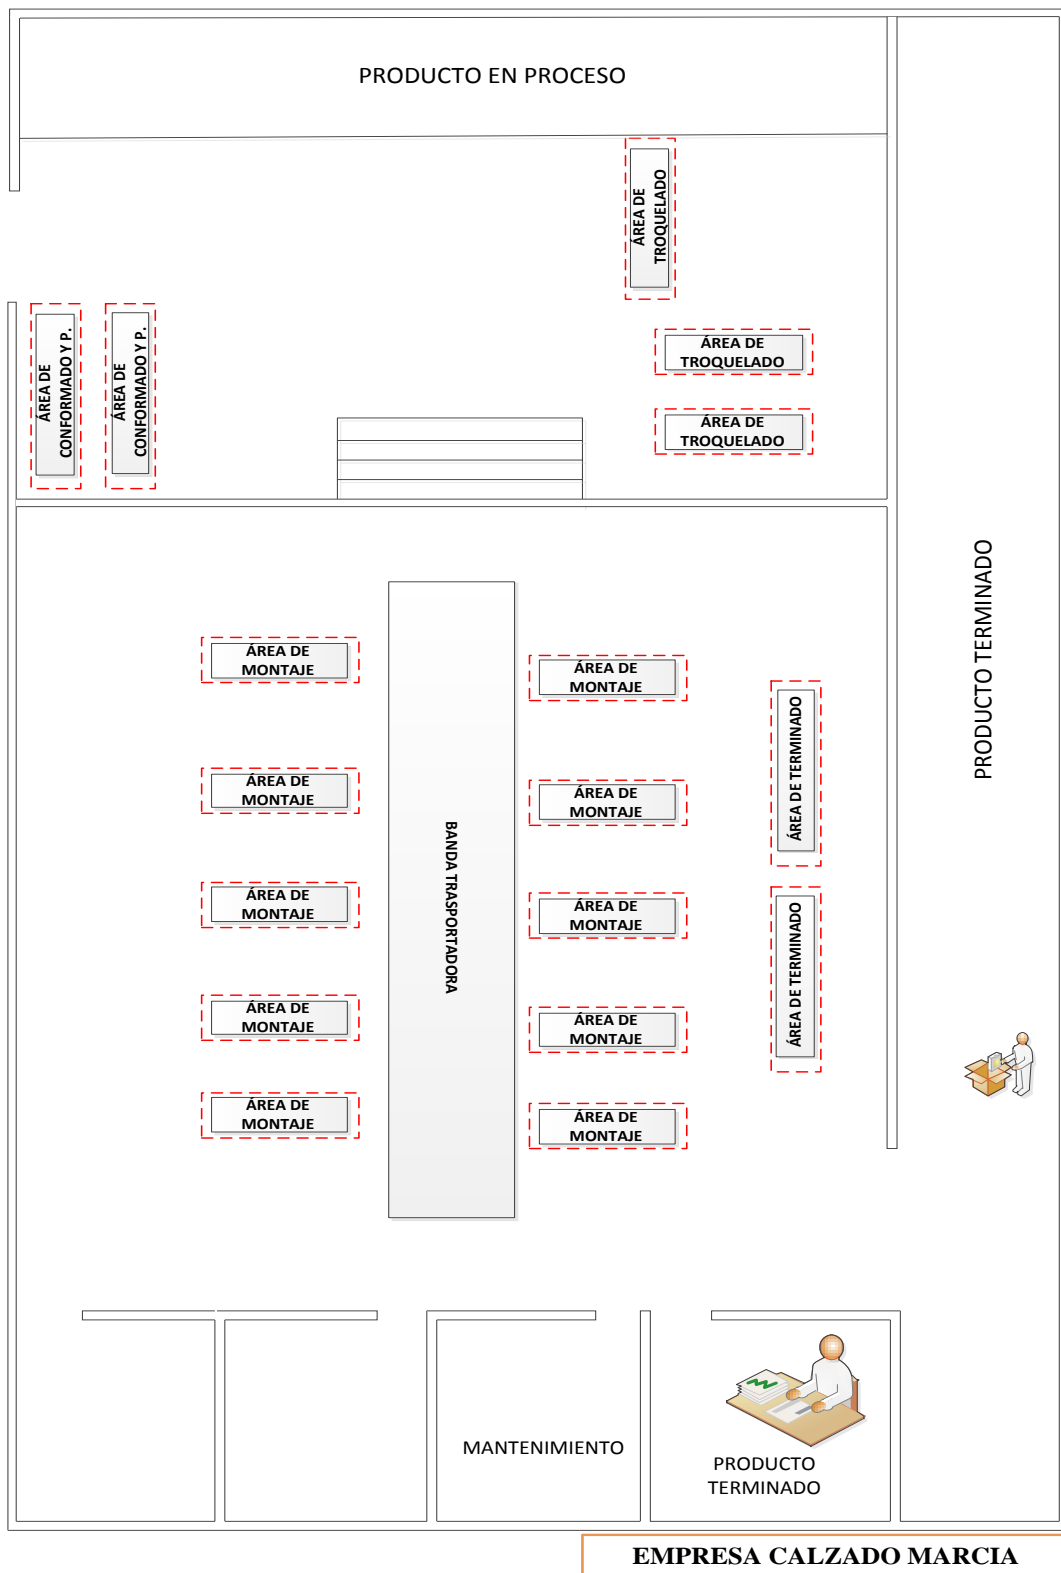 PRODUCTO EN PROCESO
ÁREA DE
TROQUELADO
ÁREA DE
CONFORMADO Y P.
ÁREA DE
CONFORMADO Y P.
ÁREA DE
TROQUELADO
ÁREA DE
TROQUELADO
PRODUCTO TERMINADO
ÁREA DE
MONTAJE
ÁREA DE
MONTAJE
ÁREA DE
MONTAJE
ÁREA DE
MONTAJE
ÁREA DE
MONTAJE
BANDA TRASPORTADORA
ÁREA DE
MONTAJE
ÁREA DE
MONTAJE
ÁREA DE
MONTAJE
ÁREA DE
MONTAJE
ÁREA DE
MONTAJE
ÁREA DE TERMINADO
ÁREA DE TERMINADO
MANTENIMIENTO
PRODUCTO
TERMINADO
EMPRESA CALZADO MARCIA